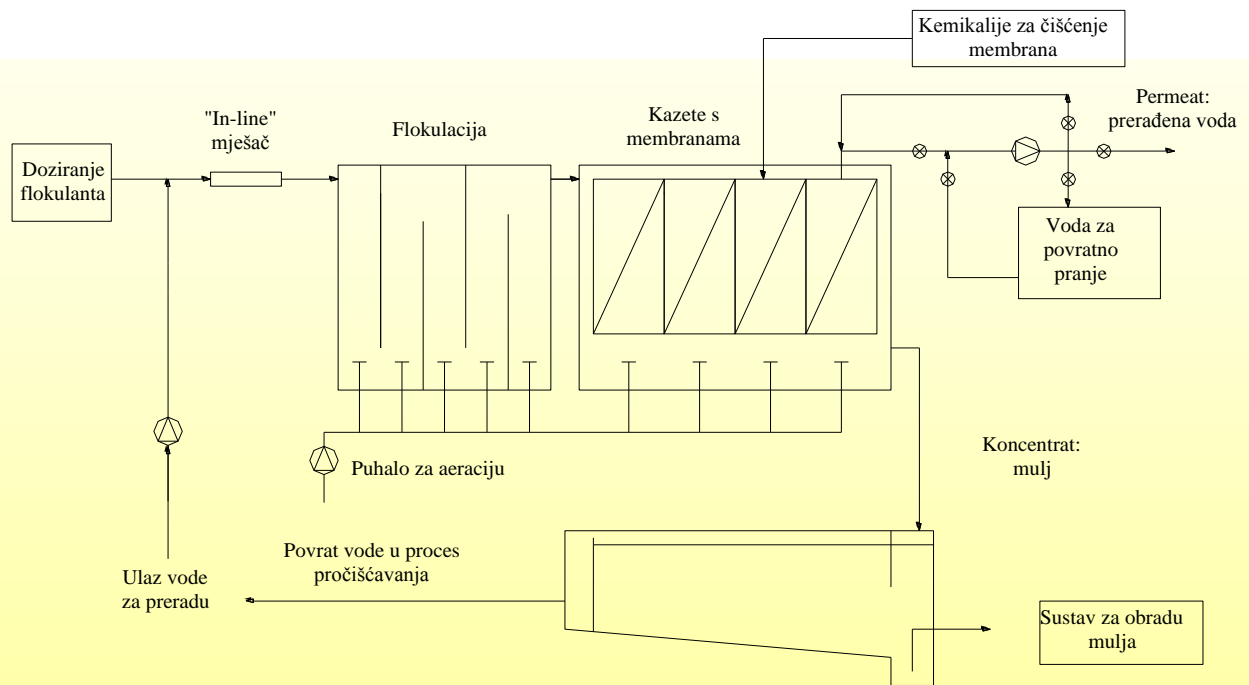 Kemikalije za čišćenje
membrana
"In-line"
mješač
Flokulacija
Kazete s
membranama
Permeat:
prerađena voda
Doziranje
flokulanta
Voda za
povratno
pranje
Puhalo za aeraciju
Koncentrat:
mulj
Povrat vode u proces
pročišćavanja
Ulaz vode
za preradu
Sustav za obradu
mulja